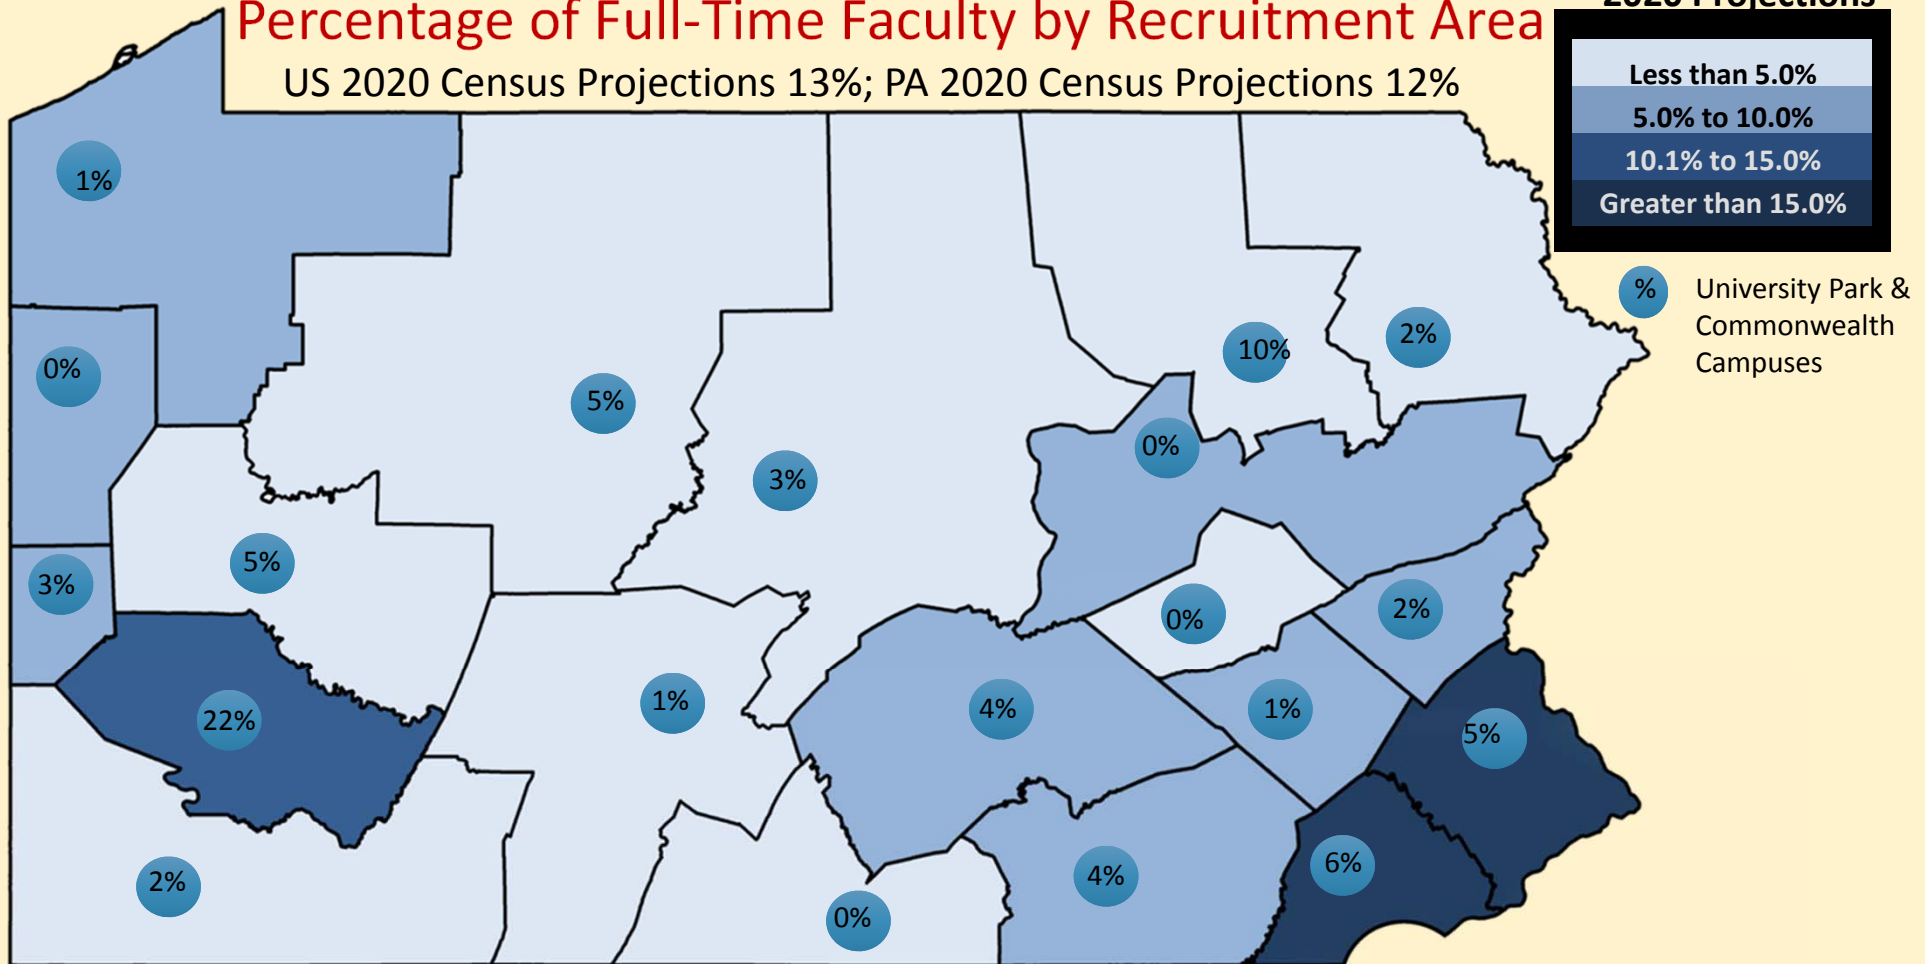 Percentage of Full-Time Faculty by Recruitment Area
US 2020 Census Projections 13%; PA 2020 Census Projections 12%
2020 Projections
Less than 5.0%
5.0% to 10.0%
10.1% to 15.0%
Greater than 15.0%
%
University Park &
Commonwealth
Campuses
1%
2%
10%
0%
5%
0%
3%
5%
3%
2%
0%
1%
4%
1%
22%
5%
6%
4%
2%
0%